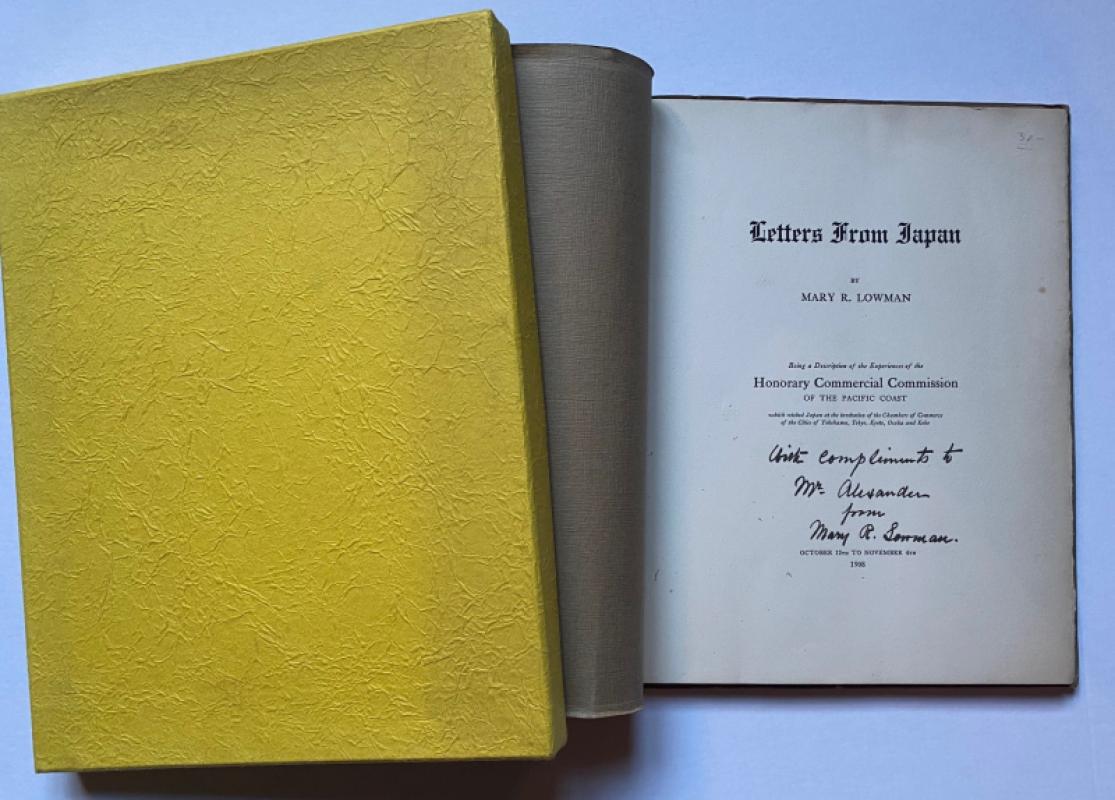 Letters From Japan
BY
MARY R. LOWMAN
Being a Description of the Experiences of the
Honorary Commercial Commission
OF THE PACIFIC COAST
which visited Japan at the invitation of the Chambers of Commerce
of the Cities of Yokohama, Tokyo, Kyoto, Osaka and Kobe
With compliments to
Mr. Alexander
from
Mary R. Lowman.
OCTOBER 12TH TO NOVEMBER 4TH
1908